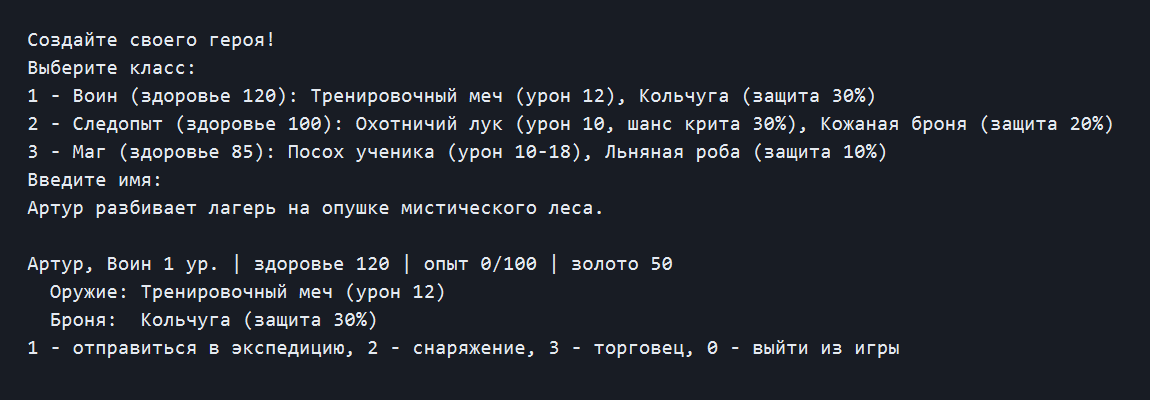 Создайте своего героя!
Выберите класс:
1 - Воин (здоровье 120): Тренировочный меч (урон 12), Кольчуга (защита 30%)
2 - Следопыт (здоровье 100): Охотничий лук (урон 10, шанс крита 30%), Кожаная броня (защита 20%)
3 - Маг (здоровье 85): Посох ученика (урон 10-18), Льняная роба (защита 10%)
Введите имя:
Артур разбивает лагерь на опушке мистического леса.
Артур, Воин 1 ур. | здоровье 120 | опыт 0/100 | золото 50
Оружие: Тренировочный меч (урон 12)
Броня:  Кольчуга (защита 30%)
1 - отправиться в экспедицию, 2 - снаряжение, 3 - торговец, 0 - выйти из игры